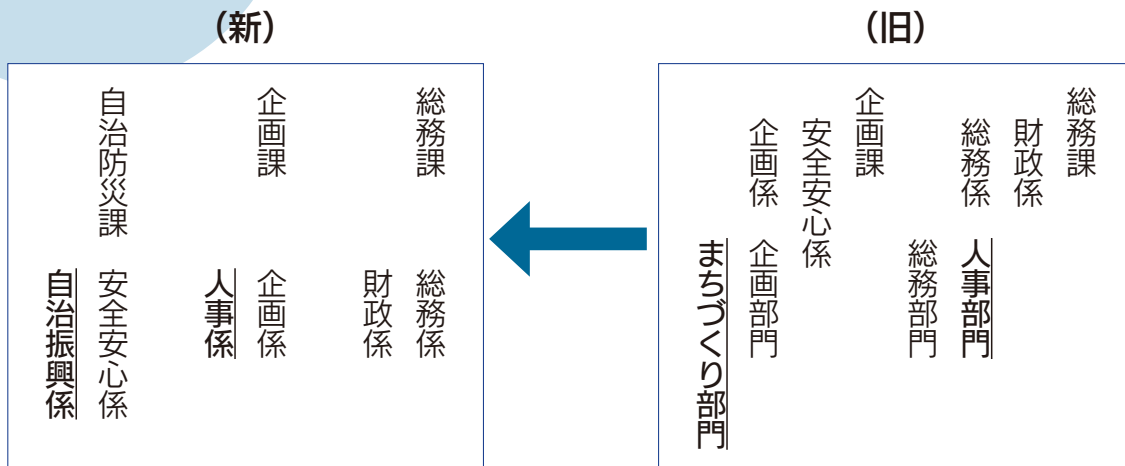 （旧）
総務課
財政係
総務係　人事部門
総務部門
企画課
安全安心係
企画係　企画部門
まちづくり部門
（新）
総務課　総務係
財政係
企画課　企画係
人事係
自治防災課　安全安心係
自治振興係